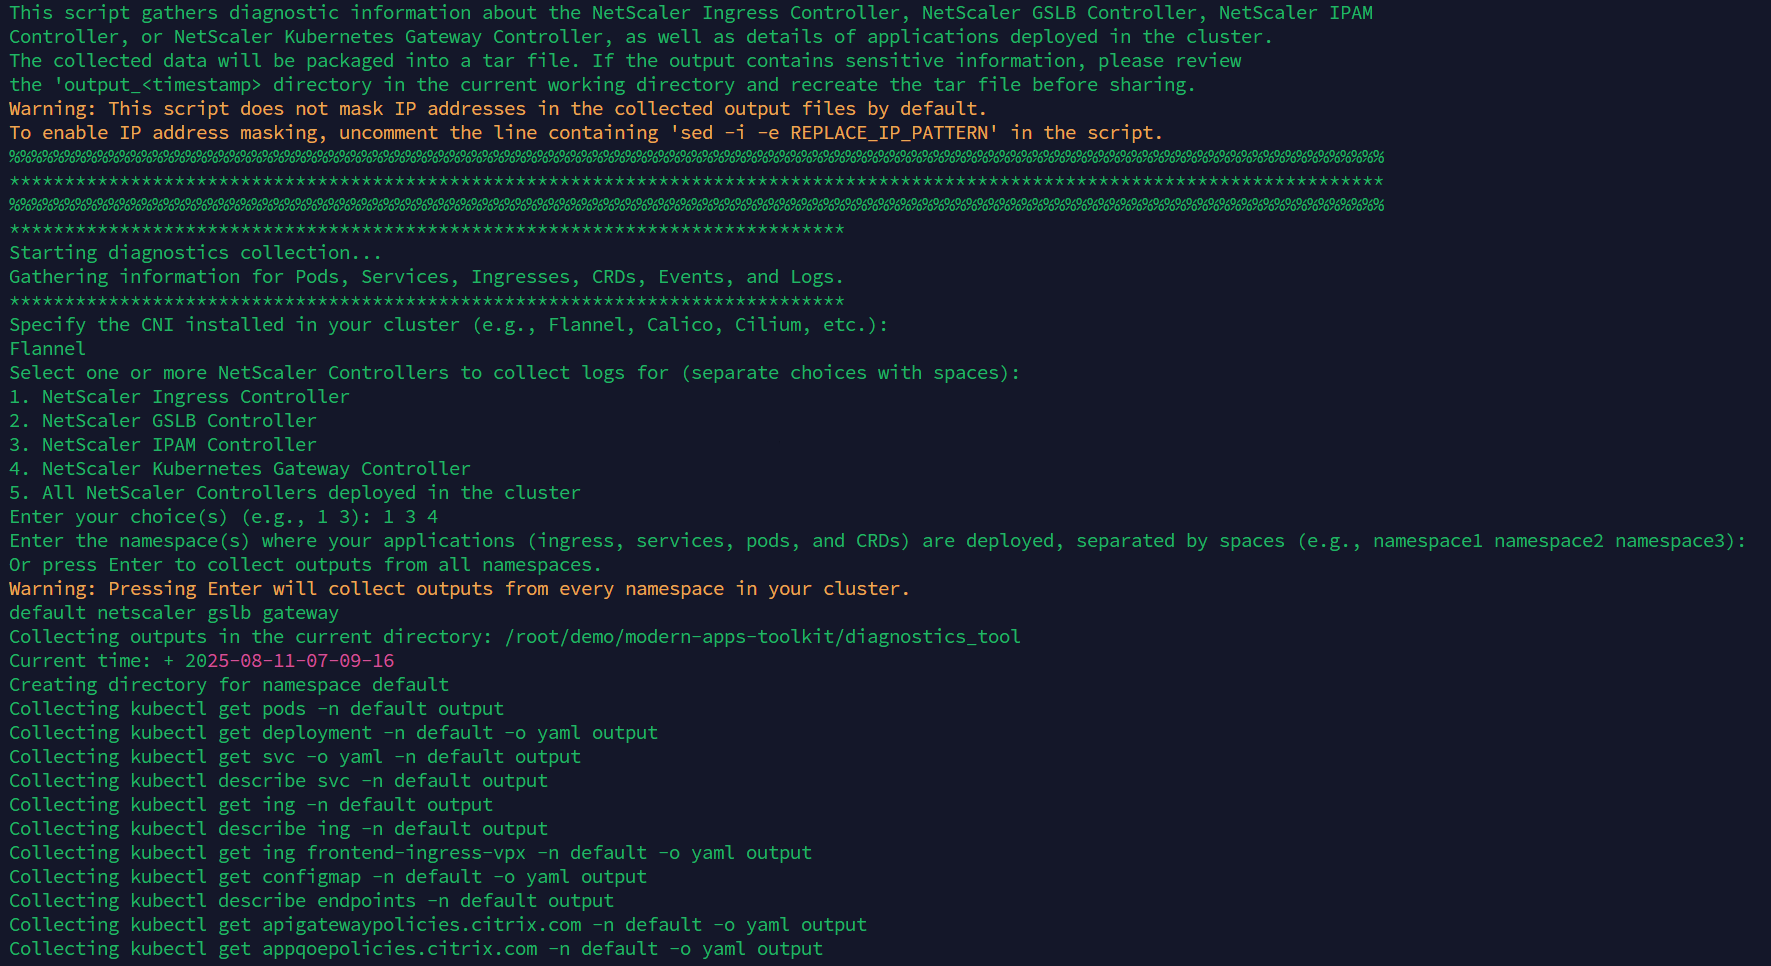 This script gathers diagnostic information about the NetScaler Ingress Controller, NetScaler GSLB Controller, NetScaler IPAM
Controller, or NetScaler Kubernetes Gateway Controller, as well as details of applications deployed in the cluster.
The collected data will be packaged into a tar file. If the output contains sensitive information, please review
the 'output_<timestamp> directory in the current working directory and recreate the tar file before sharing.
Warning: This script does not mask IP addresses in the collected output files by default.
To enable IP address masking, uncomment the line containing 'sed -i -e REPLACE_IP_PATTERN' in the script.
%%%%%%%%%%%%%%%%%%%%%%%%%%%%%%%%%%%%%%%%%%%%%%%%%%%%%%%%%%%%%%%%%%%%%%%%%%%%%%%%%%%%%%%%%%%%%%%%%%%%%%%%%%%%%%%%%%%%%%%%%%%%%
*****************************************************************************************************************************
%%%%%%%%%%%%%%%%%%%%%%%%%%%%%%%%%%%%%%%%%%%%%%%%%%%%%%%%%%%%%%%%%%%%%%%%%%%%%%%%%%%%%%%%%%%%%%%%%%%%%%%%%%%%%%%%%%%%%%%%%%%%%
****************************************************************************
Starting diagnostics collection...
Gathering information for Pods, Services, Ingresses, CRDs, Events, and Logs.
****************************************************************************
Specify the CNI installed in your cluster (e.g., Flannel, Calico, Cilium, etc.):
Flannel
Select one or more NetScaler Controllers to collect logs for (separate choices with spaces):
1. NetScaler Ingress Controller
2. NetScaler GSLB Controller
3. NetScaler IPAM Controller
4. NetScaler Kubernetes Gateway Controller
5. All NetScaler Controllers deployed in the cluster
Enter your choice(s) (e.g., 1 3): 1 3 4
Enter the namespace(s) where your applications (ingress, services, pods, and CRDs) are deployed, separated by spaces (e.g., namespace1 namespace2 namespace3):
Or press Enter to collect outputs from all namespaces.
Warning: Pressing Enter will collect outputs from every namespace in your cluster.
default netscaler gslb gateway
Collecting outputs in the current directory: /root/demo/modern-apps-toolkit/diagnostics_tool
Current time: + 2025-08-11-07-09-16
Creating directory for namespace default
Collecting kubectl get pods -n default output
Collecting kubectl get deployment -n default -o yaml output
Collecting kubectl get svc -o yaml -n default output
Collecting kubectl describe svc -n default output
Collecting kubectl get ing -n default output
Collecting kubectl describe ing -n default output
Collecting kubectl get ing frontend-ingress-vpx -n default -o yaml output
Collecting kubectl get configmap -n default -o yaml output
Collecting kubectl describe endpoints -n default output
Collecting kubectl get apigatewaypolicies.citrix.com -n default -o yaml output
Collecting kubectl get appqoepolicies.citrix.com -n default -o yaml output